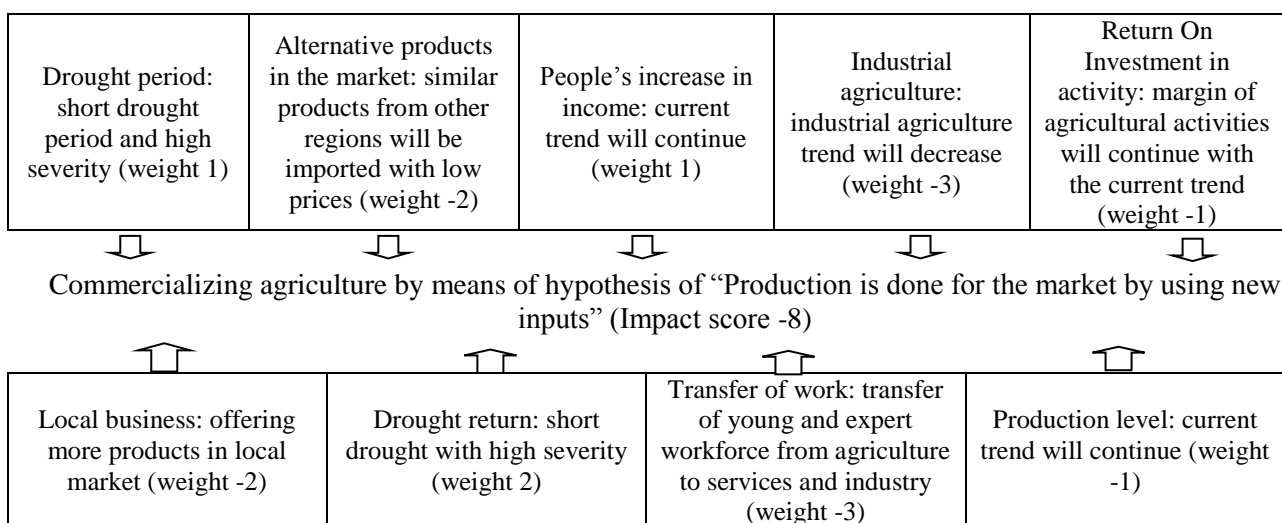 Drought period:
short drought
period and high
severity (weight 1)
Alternative products
in the market: similar
products from other
regions will be
imported with low
prices (weight -2)
People’s increase in
income: current
trend will continue
(weight 1)
Industrial
agriculture:
industrial agriculture
trend will decrease
(weight -3)
Return On
Investment in
activity: margin of
agricultural activities
will continue with
the current trend
(weight -1)
Commercializing agriculture by means of hypothesis of “Production is done for the market by using new
inputs” (Impact score -8)
Local business: offering
more products in local
market (weight -2)
Drought return: short
drought with high severity
(weight 2)
Transfer of work: transfer
of young and expert
workforce from agriculture
to services and industry
(weight -3)
Production level: current
trend will continue (weight
-1)